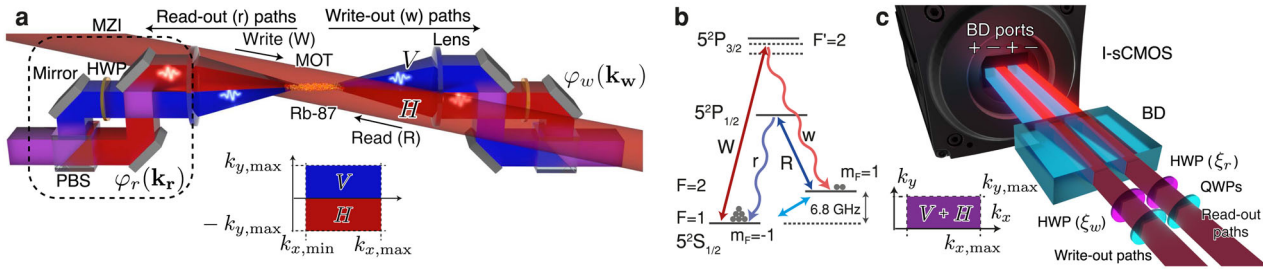 a
Read-out (r) paths
Write-out (w) paths
MZI
Write (W)
MOT
Lens
V
Mirror
HWP
φw(kw)
H
Rb-87
Read (R)
PBS
φr(kr)
ky,max
V
H
− ky,max
kx,min
kx,max
b
5²P3/2
F'=2
5²P1/2
W
r
R
w
mF=1
F=2
F=1
6.8 GHz
5²S1/2
mF=-1
c
BD ports
+ − + −
I-sCMOS
BD
HWP (ξr)
QWPs
ky
ky,max
V + H
kx
kx,max
HWP (ξw)
Read-out
paths
Write-out paths